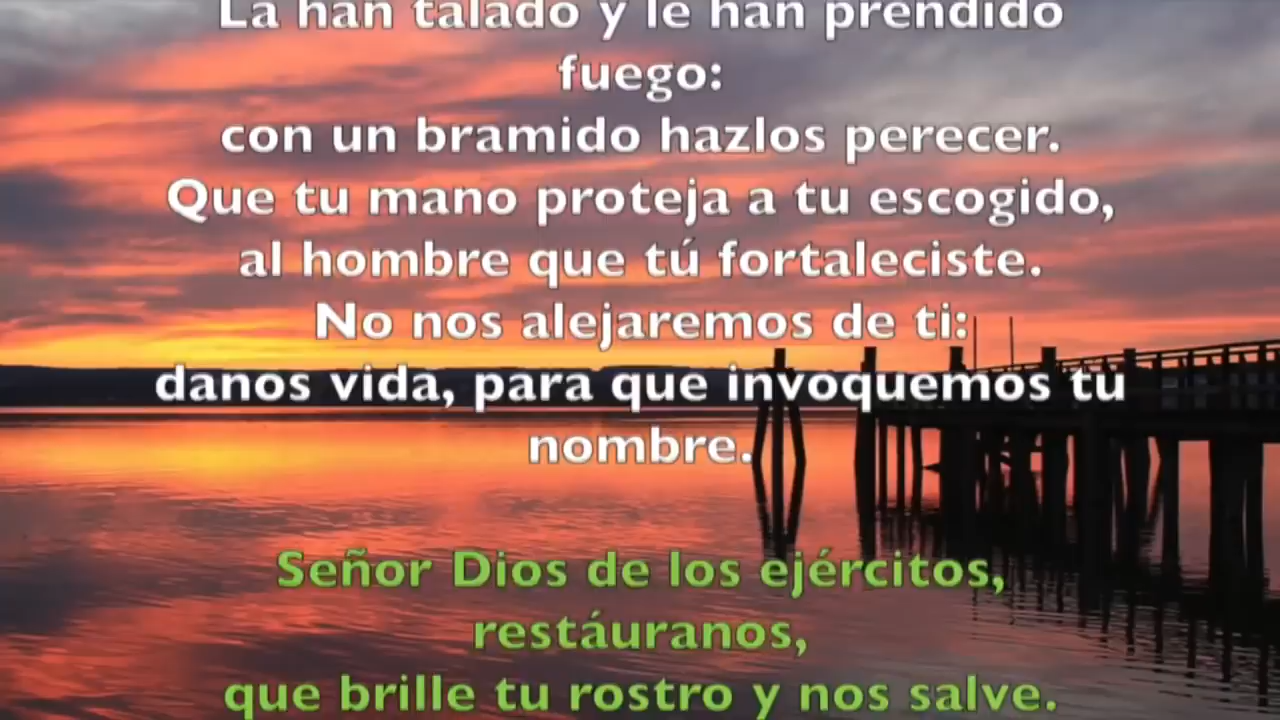 La han talado y le han prendido
fuego:
con un bramido hazlos perecer.
Que tu mano proteja a tu escogido,
al hombre que tú fortaleciste.
No nos alejaremos de ti:
danos vida, para que invoquemos tu
nombre.
Señor Dios de los ejércitos,
restáuranos,
que brille tu rostro y nos salve.